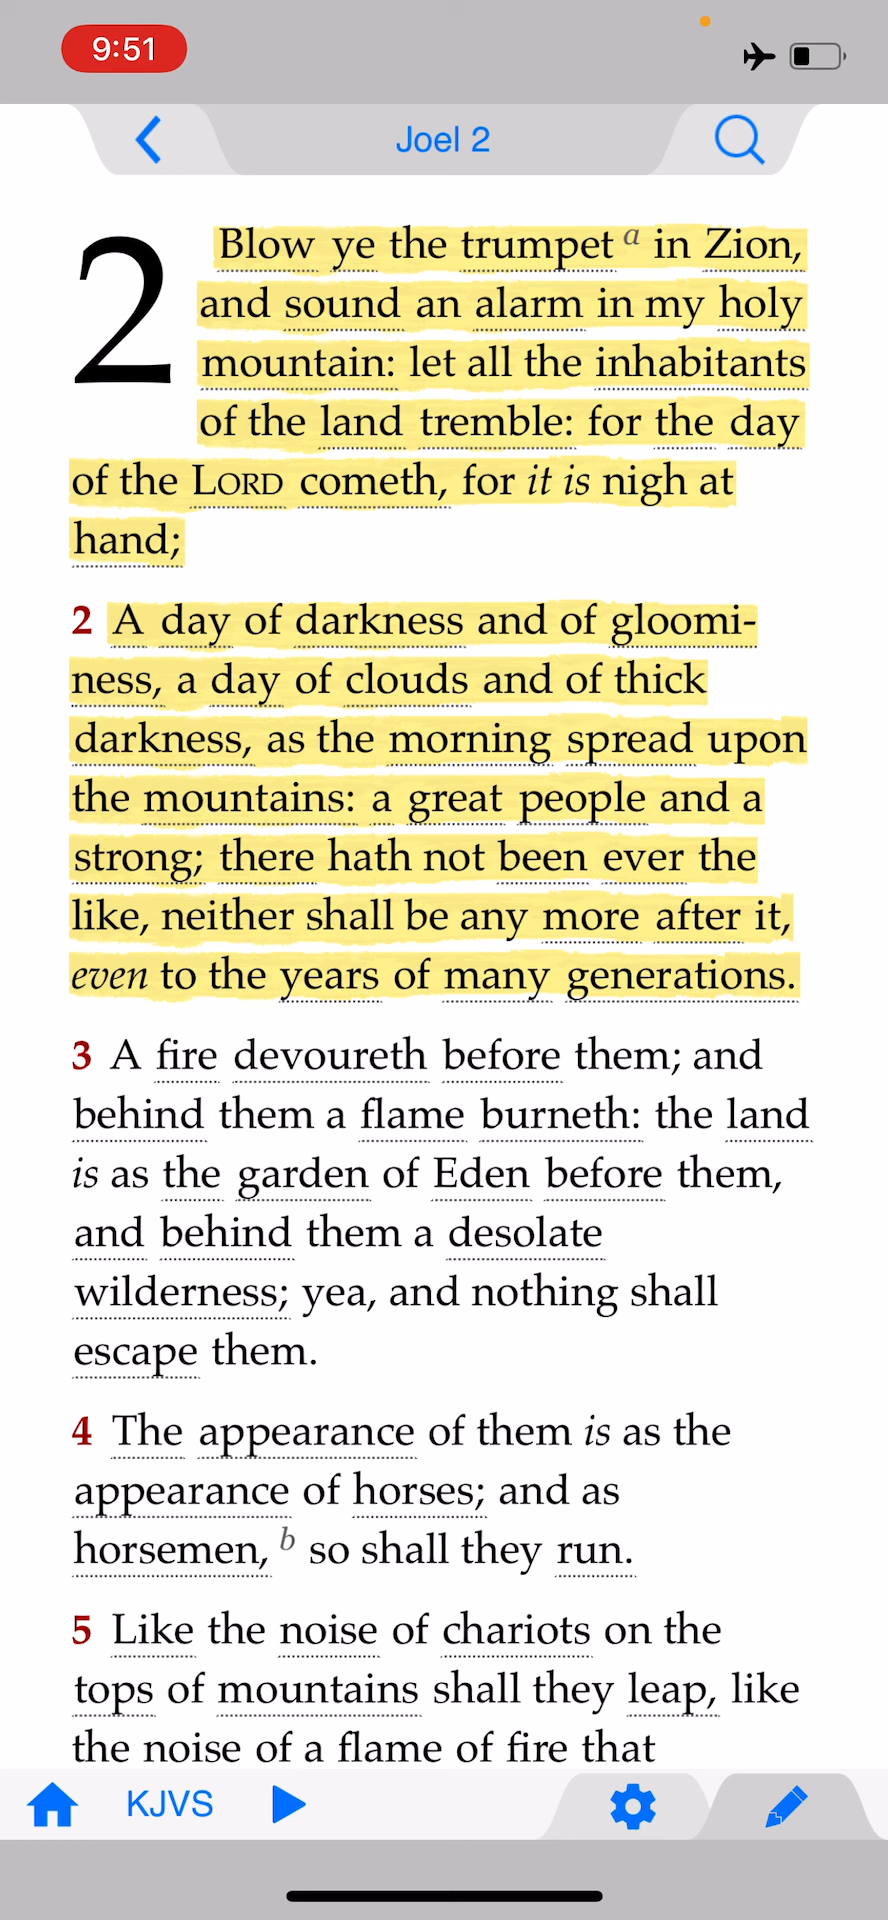 9:51
Joel 2
2 Blow ye the trumpet a in Zion,
and sound an alarm in my holy
mountain: let all the inhabitants
of the land tremble: for the day
of the LORD cometh, for it is nigh at
hand;
2 A day of darkness and of gloomi-
ness, a day of clouds and of thick
darkness, as the morning spread upon
the mountains: a great people and a
strong; there hath not been ever the
like, neither shall be any more after it,
even to the years of many generations.
3 A fire devoureth before them; and
behind them a flame burneth: the land
is as the garden of Eden before them,
and behind them a desolate
wilderness; yea, and nothing shall
escape them.
4 The appearance of them is as the
appearance of horses; and as
horsemen, b so shall they run.
5 Like the noise of chariots on the
tops of mountains shall they leap, like
the noise of a flame of fire that
KJVS